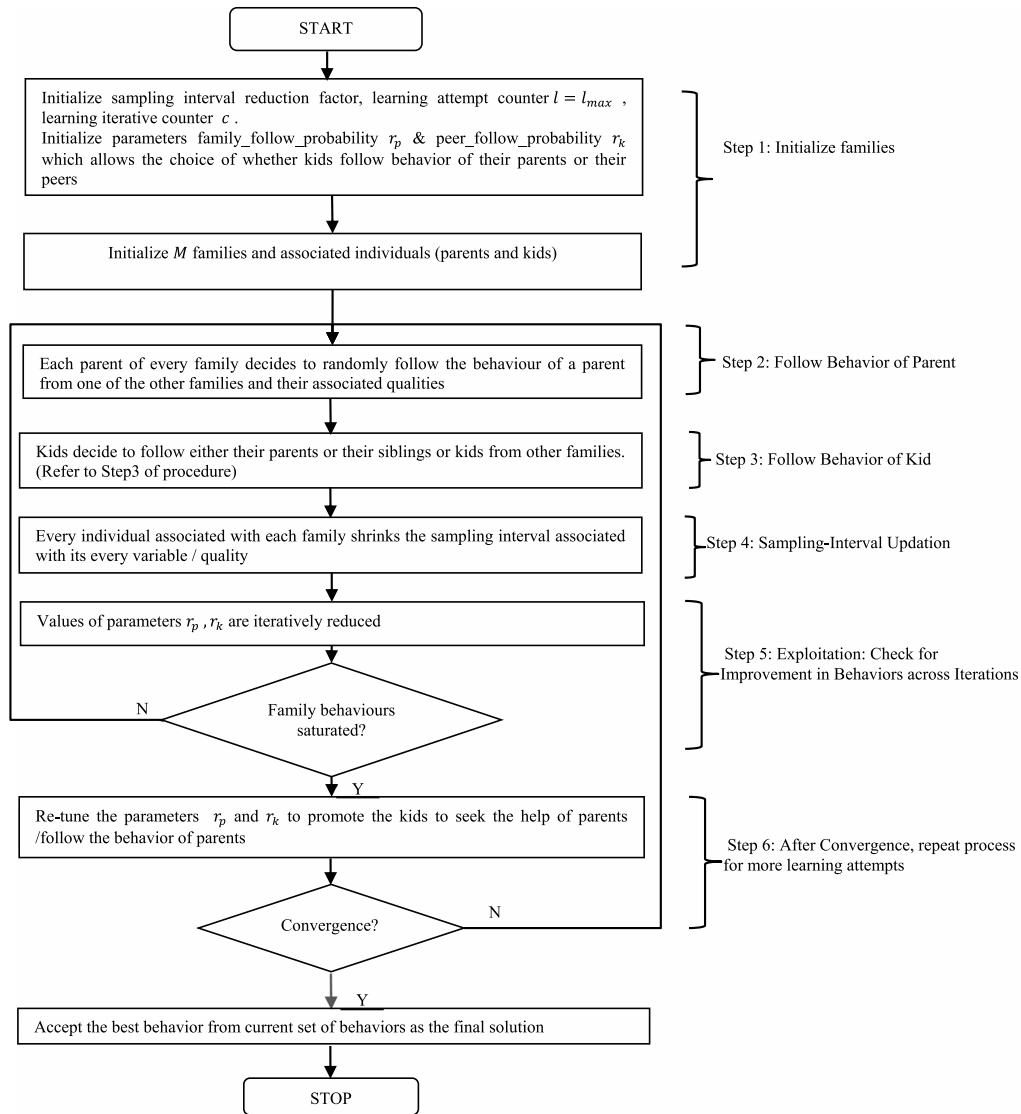 START
Initialize sampling interval reduction factor, learning attempt counter l = lmax ,
learning iterative counter c .
Initialize parameters family_follow_probability rp & peer_follow_probability rk
which allows the choice of whether kids follow behavior of their parents or their
peers
Step 1: Initialize families
Initialize M families and associated individuals (parents and kids)
Each parent of every family decides to randomly follow the behaviour of a parent
from one of the other families and their associated qualities
Step 2: Follow Behavior of Parent
Kids decide to follow either their parents or their siblings or kids from other families.
(Refer to Step3 of procedure)
Step 3: Follow Behavior of Kid
Every individual associated with each family shrinks the sampling interval associated
with its every variable / quality
Step 4: Sampling-Interval Updation
Values of parameters rp , rk are iteratively reduced
Step 5: Exploitation: Check for
Improvement in Behaviors across Iterations
N
Family behaviours
saturated?
Y
Re-tune the parameters rp and rk to promote the kids to seek the help of parents
/follow the behavior of parents
Step 6: After Convergence, repeat process
for more learning attempts
N
Convergence?
Y
Accept the best behavior from current set of behaviors as the final solution
STOP